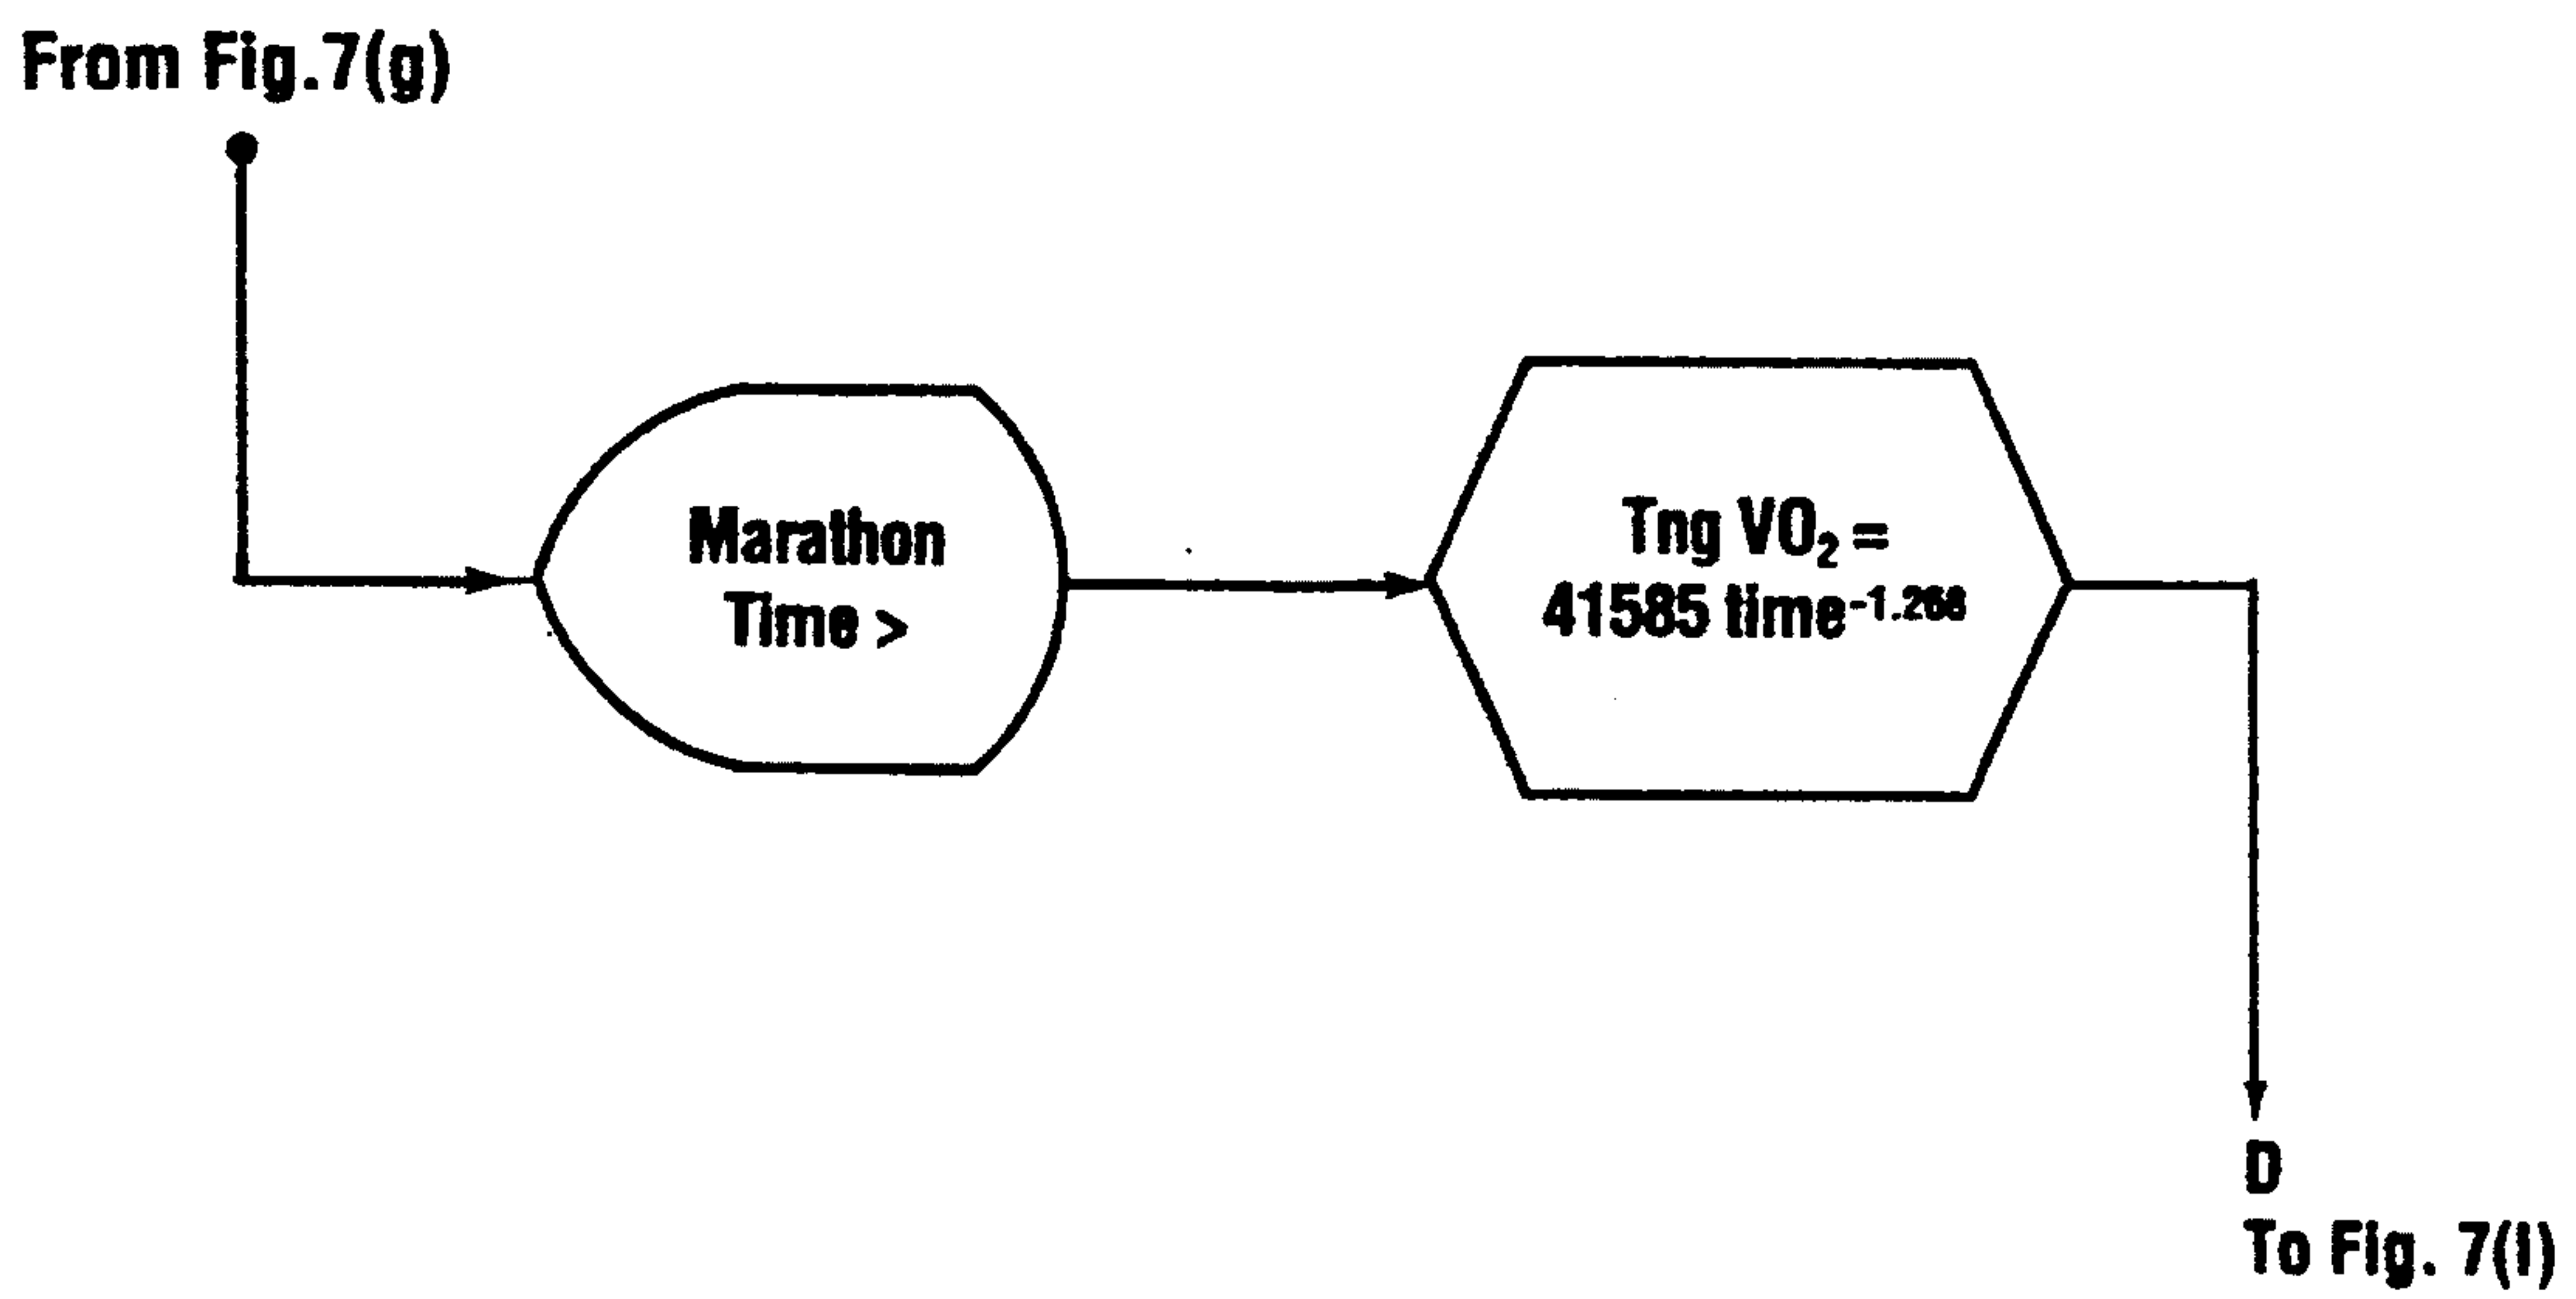 From Fig.7(g)
Marathon
Time >
Tng VO₂ =
41585 time⁻¹·²⁶⁸
D
To Fig. 7(i)